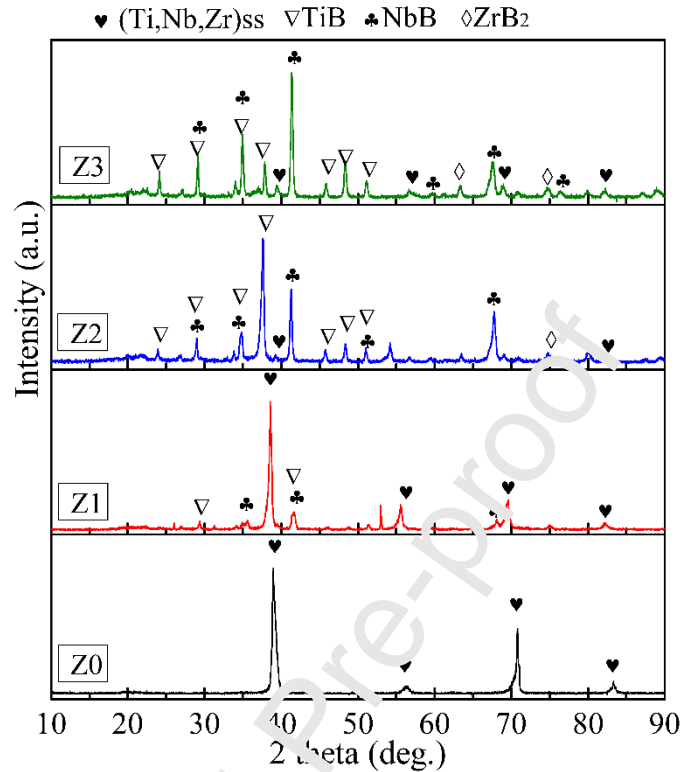 ♥ (Ti,Nb,Zr)ss ▽TiB ♣NbB ◊ZrB₂
Z3
Z2
Z1
Z0
Intensity (a.u.)
10 20 30 40 50 60 70 80 90
2 theta (deg.)
Pre-proof